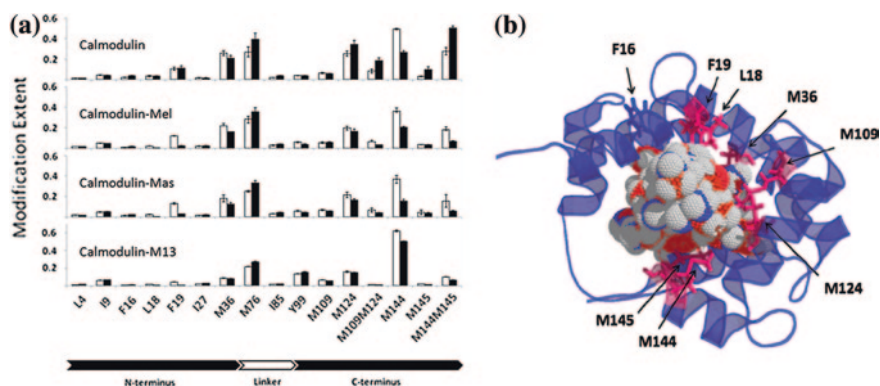 (a)
Modification Extent
0.6
0.4
0.2
Calmodulin
0.6
0.4
0.2
Calmodulin-Mel
0.6
0.4
0.2
Calmodulin-Mas
0.6
0.4
0.2
Calmodulin-M13
L4
I9
F16
L18
F19
I27
M36
M76
I85
Y99
M109
M124
M109M124
M144
M145
M144M145
N-terminus
Linker
C-terminus
(b)
F16
F19
L18
M36
M109
M124
M145
M144